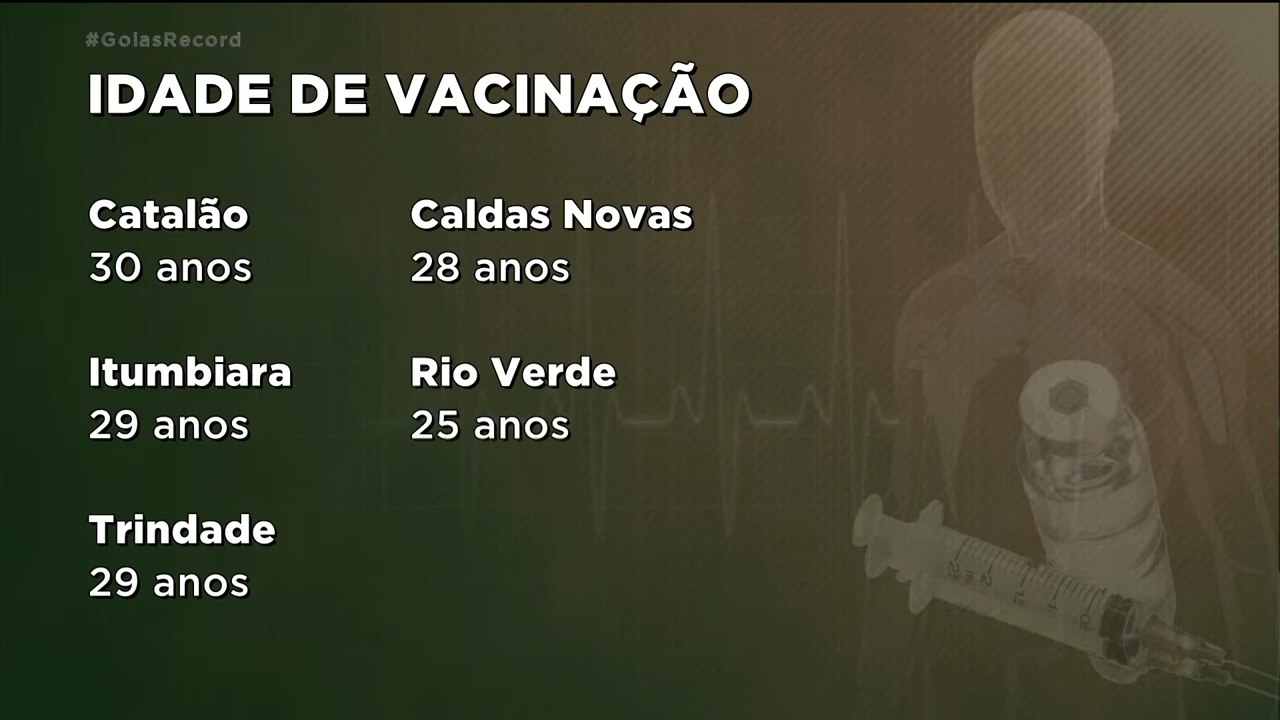 #GoiasRecord
IDADE DE VACINAÇÃO
Catalão
30 anos
Caldas Novas
28 anos
Itumbiara
29 anos
Rio Verde
25 anos
Trindade
29 anos